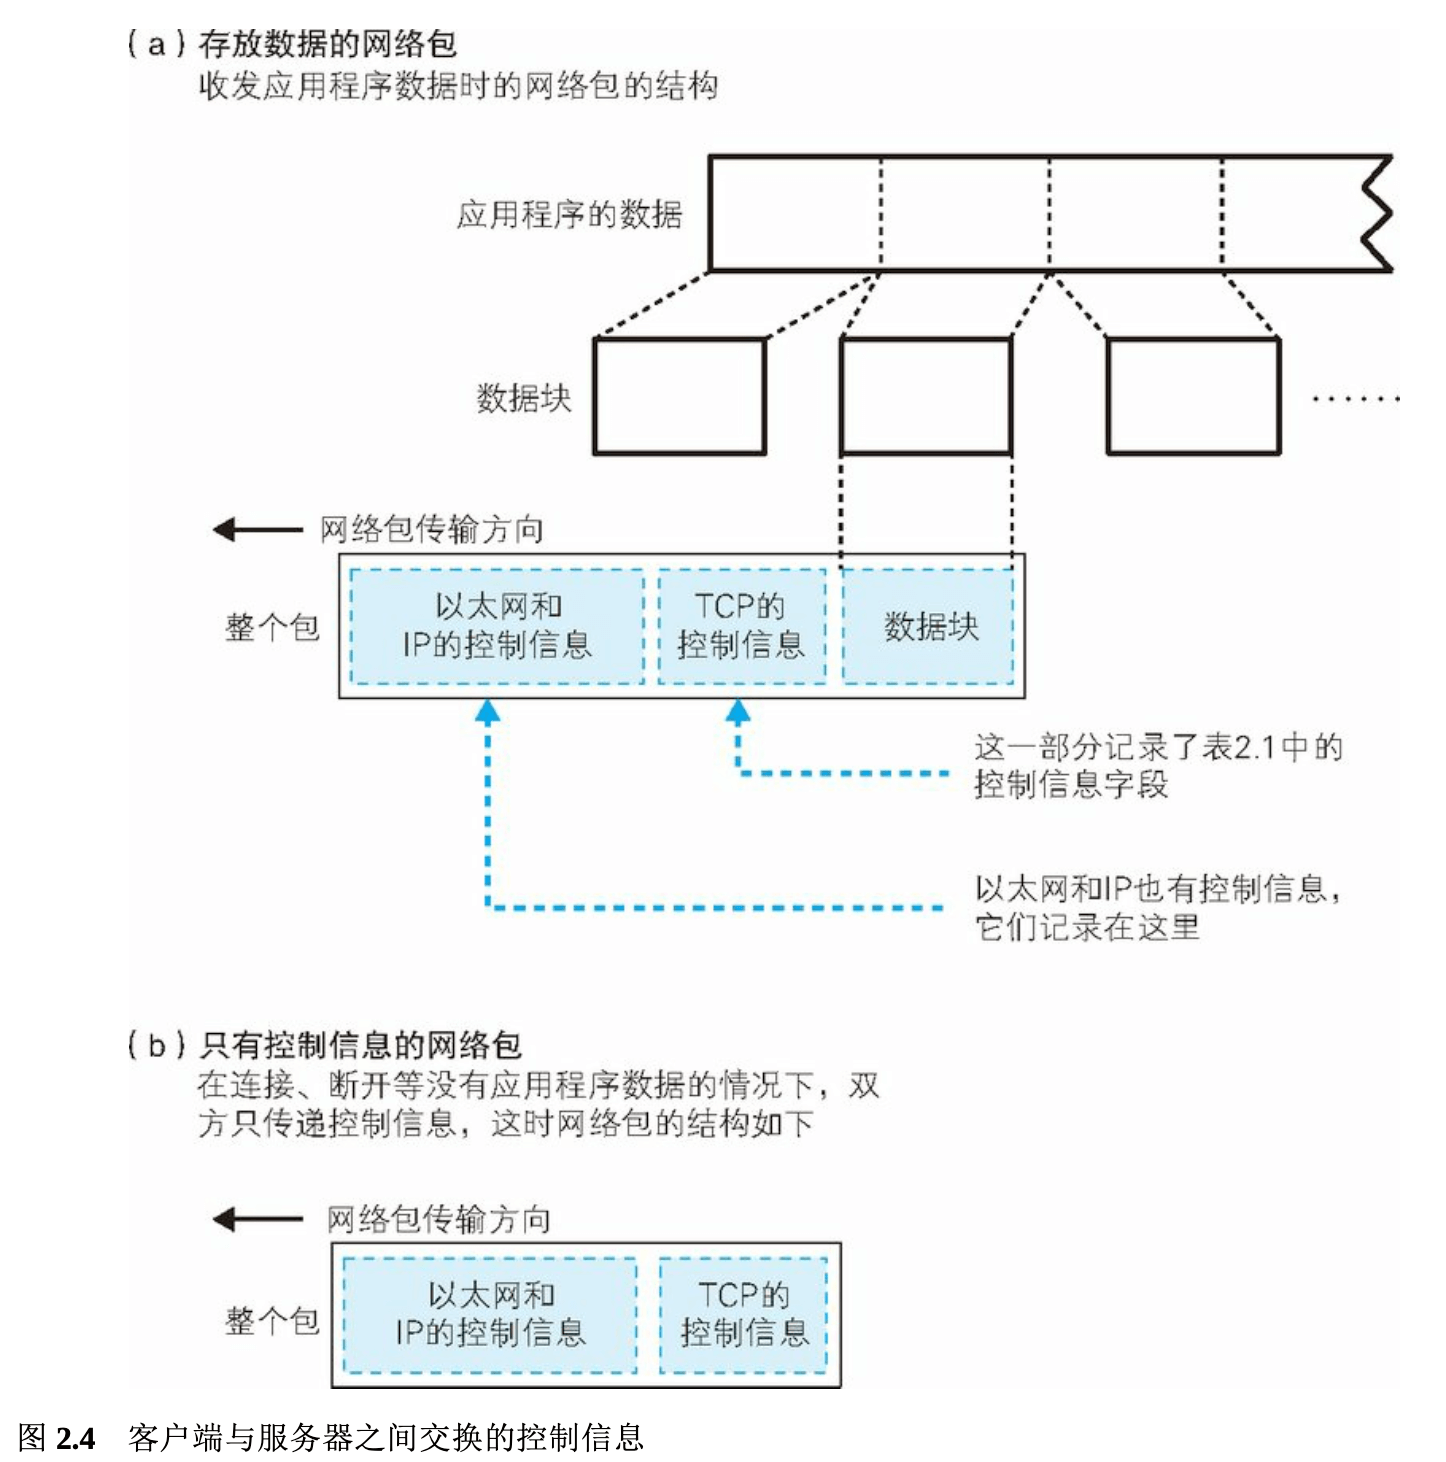 (a)存放数据的网络包
收发应用程序数据时的网络包的结构
应用程序的数据
数据块
......
网络包传输方向
整个包
以太网和
IP的控制信息
TCP的
控制信息
数据块
这一部分记录了表2.1中的
控制信息字段
以太网和IP也有控制信息,
它们记录在这里
(b)只有控制信息的网络包
在连接、断开等没有应用程序数据的情况下,双
方只传递控制信息,这时网络包的结构如下
网络包传输方向
整个包
以太网和
IP的控制信息
TCP的
控制信息
图 2.4 客户端与服务器之间交换的控制信息